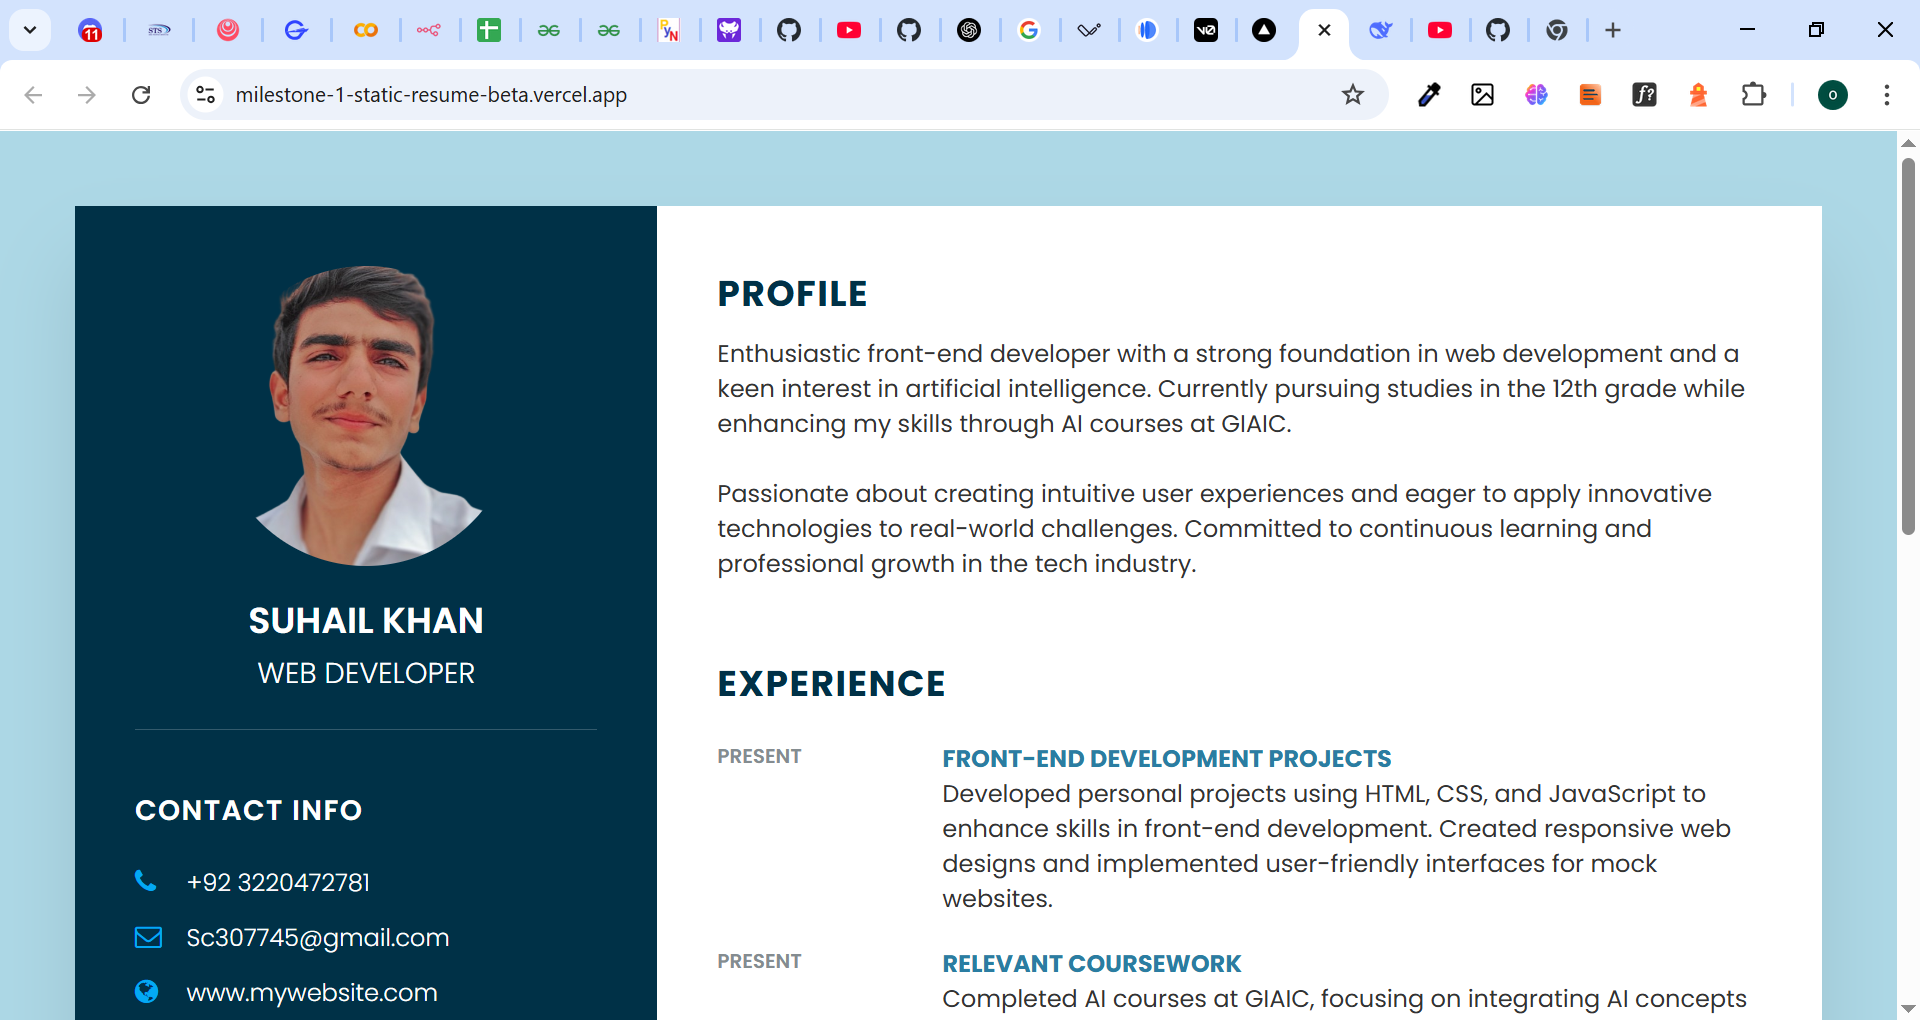 11
STS
PyN
v0
milestone-1-static-resume-beta.vercel.app
f?
o
SUHAIL KHAN
WEB DEVELOPER
CONTACT INFO
+92 3220472781
Sc307745@gmail.com
www.mywebsite.com
PROFILE
Enthusiastic front-end developer with a strong foundation in web development and a
keen interest in artificial intelligence. Currently pursuing studies in the 12th grade while
enhancing my skills through AI courses at GIAIC.
Passionate about creating intuitive user experiences and eager to apply innovative
technologies to real-world challenges. Committed to continuous learning and
professional growth in the tech industry.
EXPERIENCE
PRESENT
FRONT-END DEVELOPMENT PROJECTS
Developed personal projects using HTML, CSS, and JavaScript to
enhance skills in front-end development. Created responsive web
designs and implemented user-friendly interfaces for mock
websites.
PRESENT
RELEVANT COURSEWORK
Completed AI courses at GIAIC, focusing on integrating AI concepts